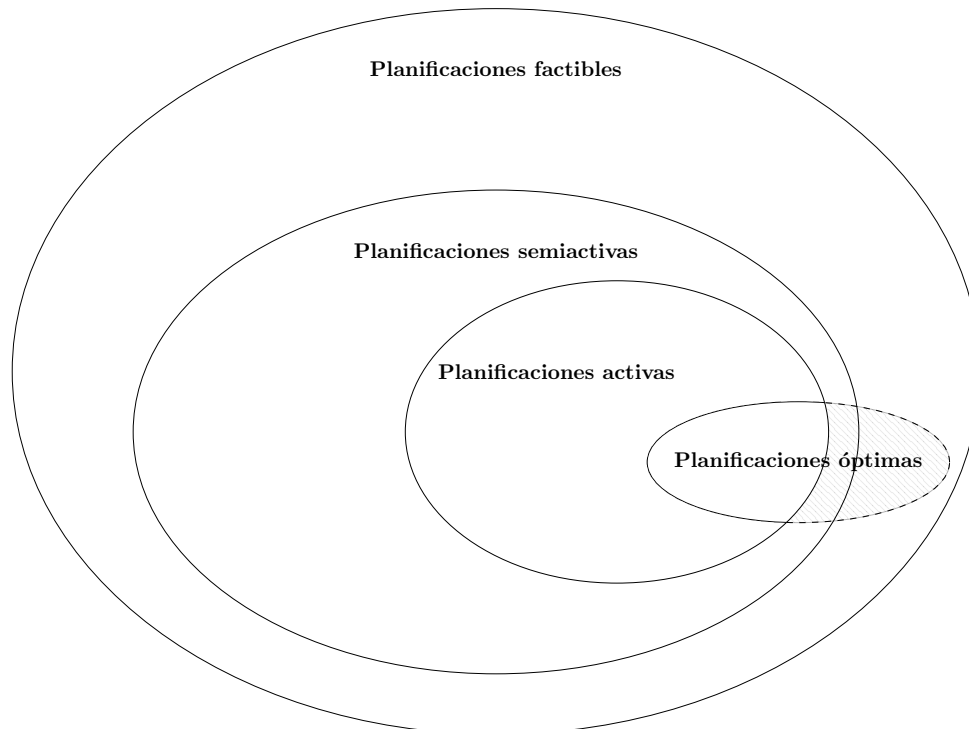 Planificaciones factibles
Planificaciones semiactivas
Planificaciones activas
Planificaciones óptimas